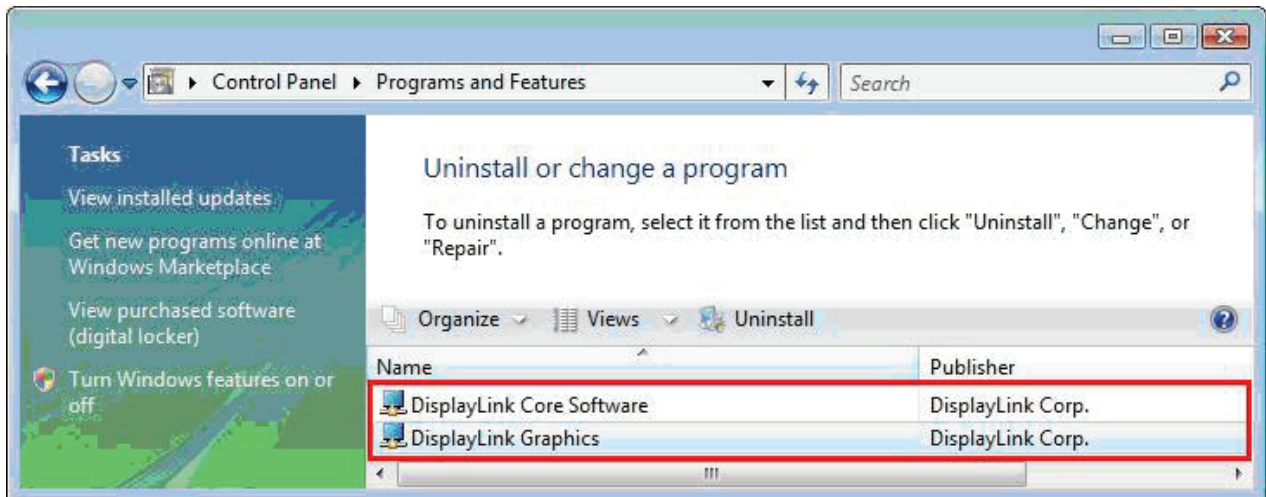 Control Panel Programs and Features Search
Tasks
View installed updates
Get new programs online at
Windows Marketplace
View purchased software
(digital locker)
Turn Windows features on or
off
Uninstall or change a program
To uninstall a program, select it from the list and then click "Uninstall", "Change", or
"Repair".
Organize Views Uninstall
Name Publisher
DisplayLink Core Software DisplayLink Corp.
DisplayLink Graphics DisplayLink Corp.